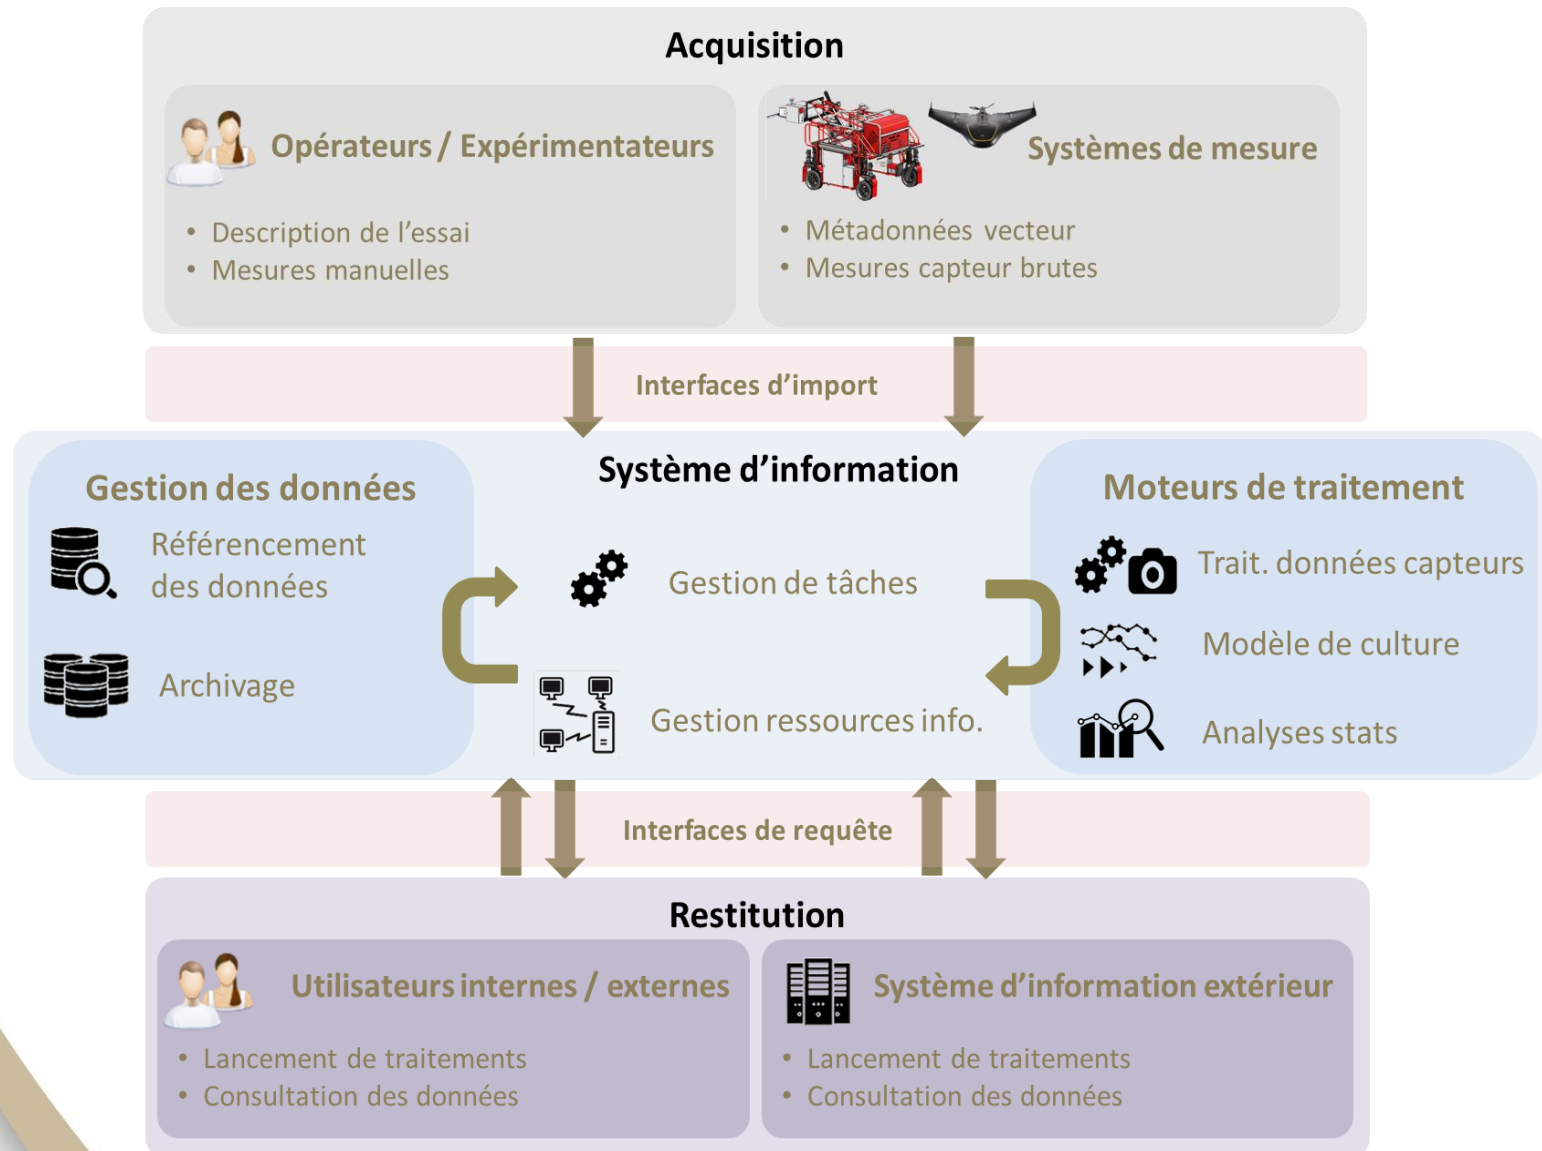 Acquisition
Opérateurs / Expérimentateurs
• Description de l’essai
• Mesures manuelles
Systèmes de mesure
• Métadonnées vecteur
• Mesures capteur brutes
Interfaces d’import
Système d’information
Gestion des données
Référencement
des données
Archivage
Gestion de tâches
Gestion ressources info.
Moteurs de traitement
Trait. données capteurs
Modèle de culture
Analyses stats
Interfaces de requête
Restitution
Utilisateurs internes / externes
• Lancement de traitements
• Consultation des données
Système d’information extérieur
• Lancement de traitements
• Consultation des données